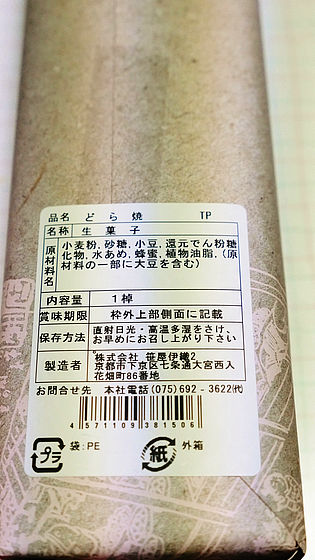 品名 どら焼 TP
名称 生菓子
原材料名 小麦粉, 砂糖, 小豆, 還元でん粉糖
化物, 水あめ, 蜂蜜, 植物油脂, (原
材料の一部に大豆を含む)
内容量 1棹
賞味期限 枠外上部側面に記載
保存方法 直射日光・高温多湿をさけ、
お早めにお召し上がり下さい
製造者 株式会社 笹屋伊織2
京都市下京区七条通大宮西入
花畑町86番地
お問合せ先 本社電話(075)692-3622(代)
4 571109 381506
プラ 袋:PE 紙 外箱